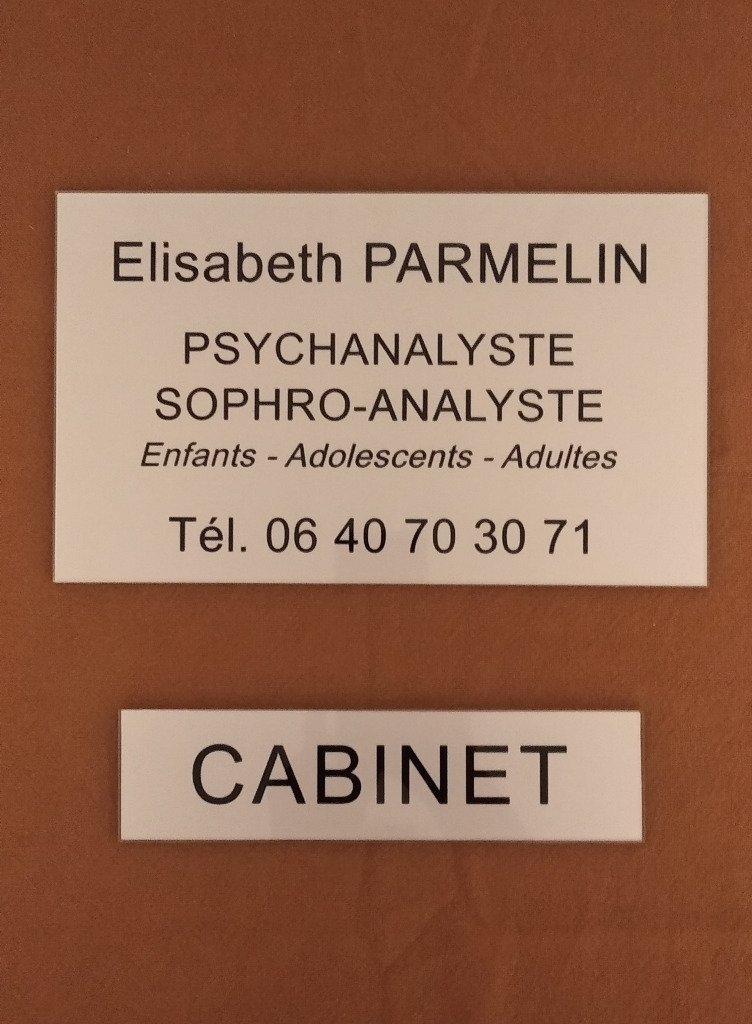 Elisabeth PARMELIN
PSYCHANALYSTE
SOPHRO-ANALYSTE
Enfants - Adolescents - Adultes
Tél. 06 40 70 30 71
CABINET